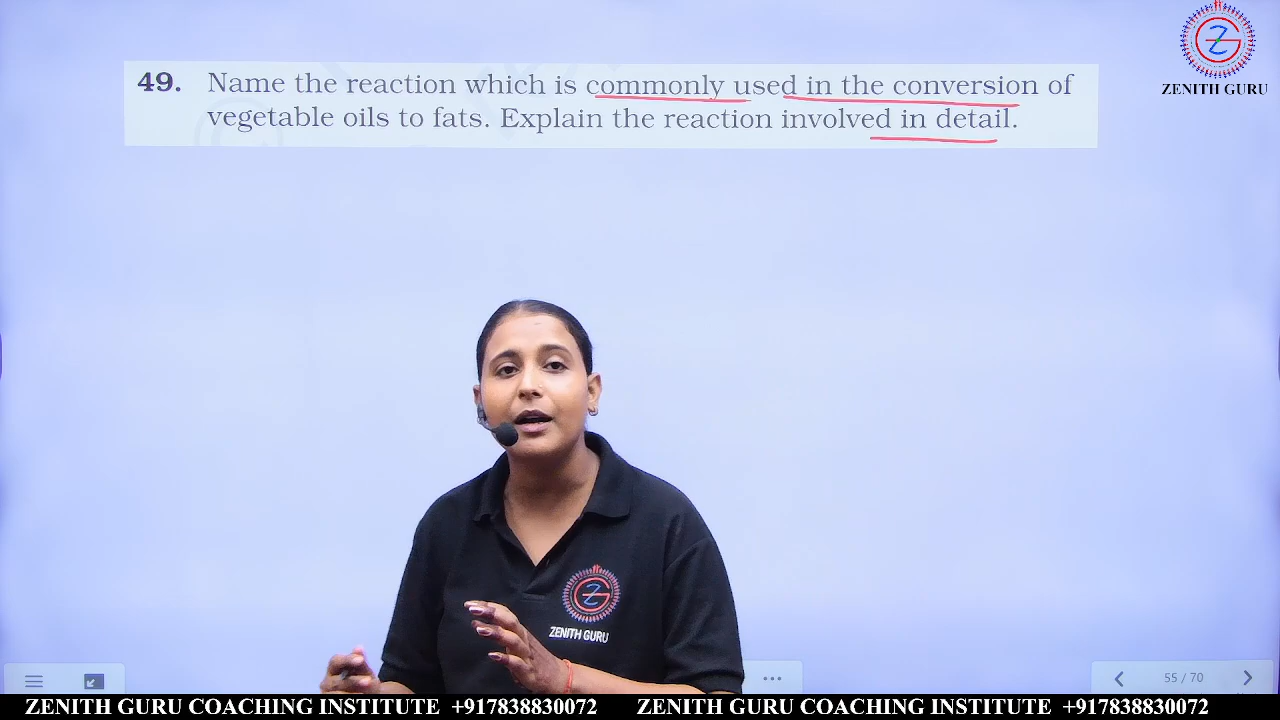 ZENITH GURU
49. Name the reaction which is commonly used in the conversion of
vegetable oils to fats. Explain the reaction involved in detail.
ZENITH GURU
55 / 70
ZENITH GURU COACHING INSTITUTE +917838830072 ZENITH GURU COACHING INSTITUTE +917838830072